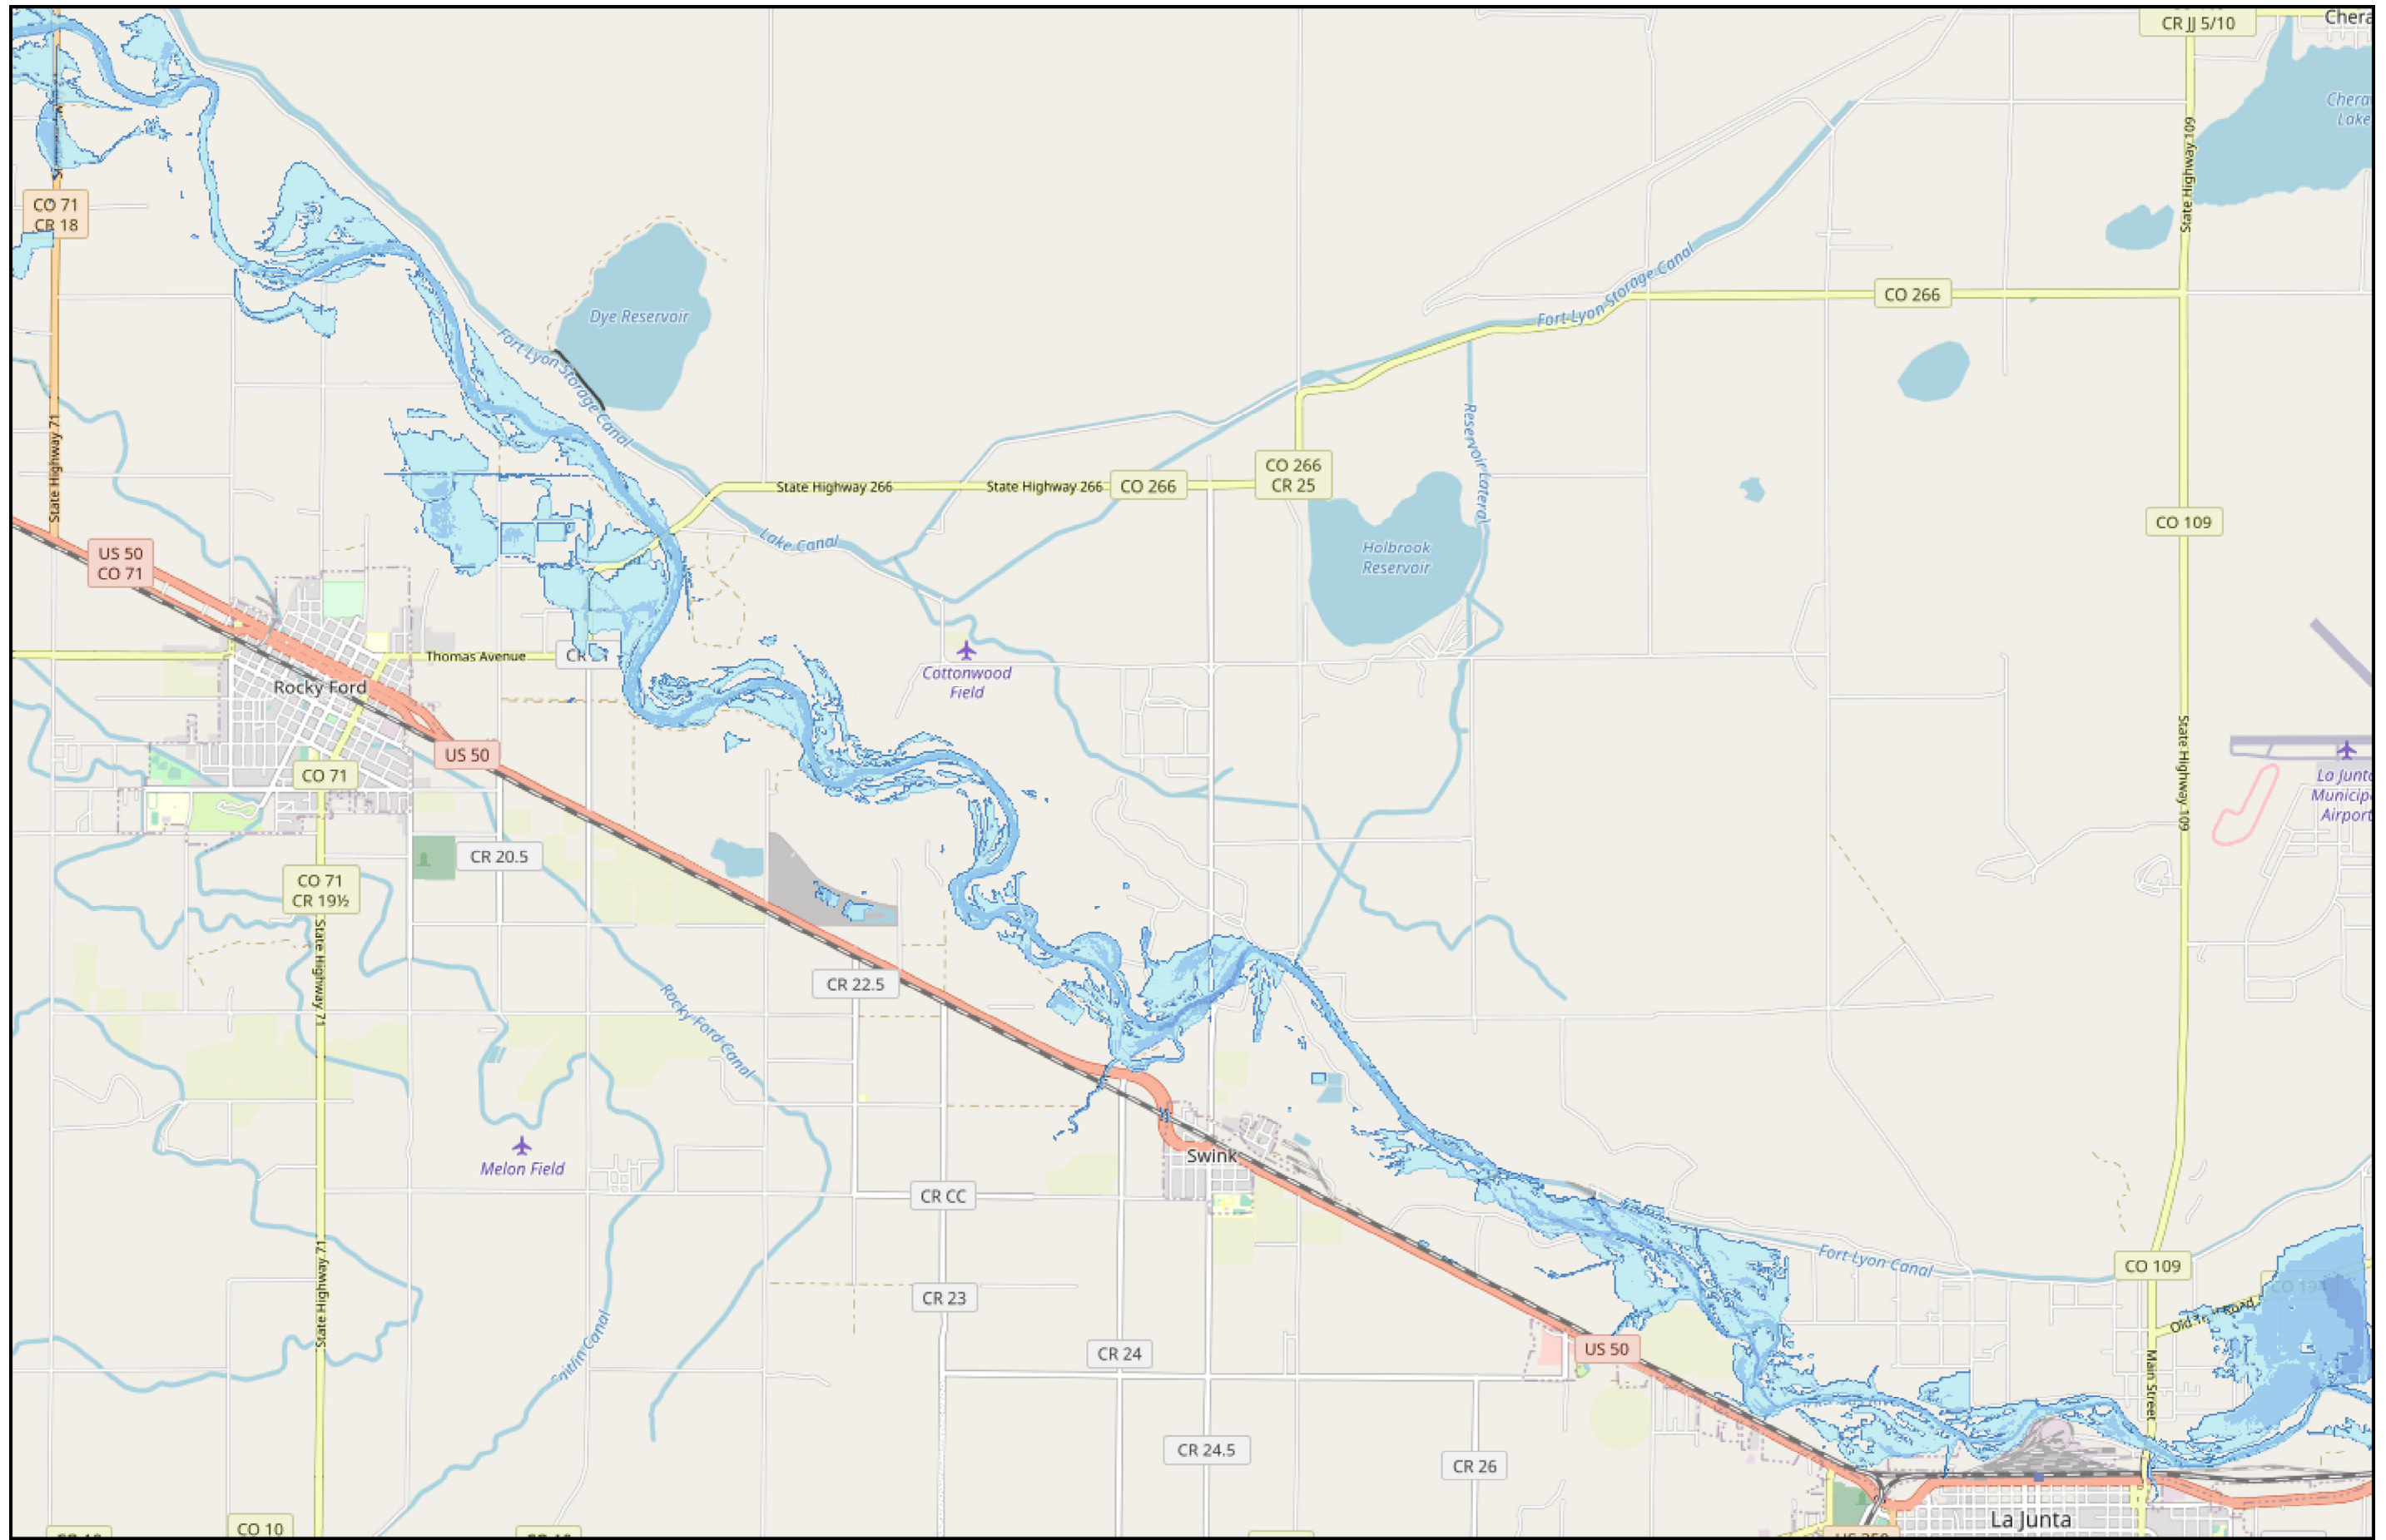 CR JJ 5/10
Chera
Chera
Lake
State Highway 109
CO 71
CR 18
Dye Reservoir
Fort Lyon Storage Canal
Fort Lyon Storage Canal
CO 266
State Highway 71
CO 266
CR 25
State Highway 266
State Highway 266
CO 266
Reservoir Lateral
CO 109
US 50
CO 71
Lake Canal
Holbrook
Reservoir
Thomas Avenue
Cottonwood
Field
Rocky Ford
US 50
CO 71
State Highway 109
La Junta
Municip
Airport
CR 20.5
CO 71
CR 19½
State Highway 71
CR 22.5
Rocky Ford Canal
Melon Field
Swink
CR CC
Fort Lyon Canal
CO 109
CO 194
State Highway 71
CR 23
CR 24
US 50
Main Street
CR 24.5
CR 26
CO 10
La Junta